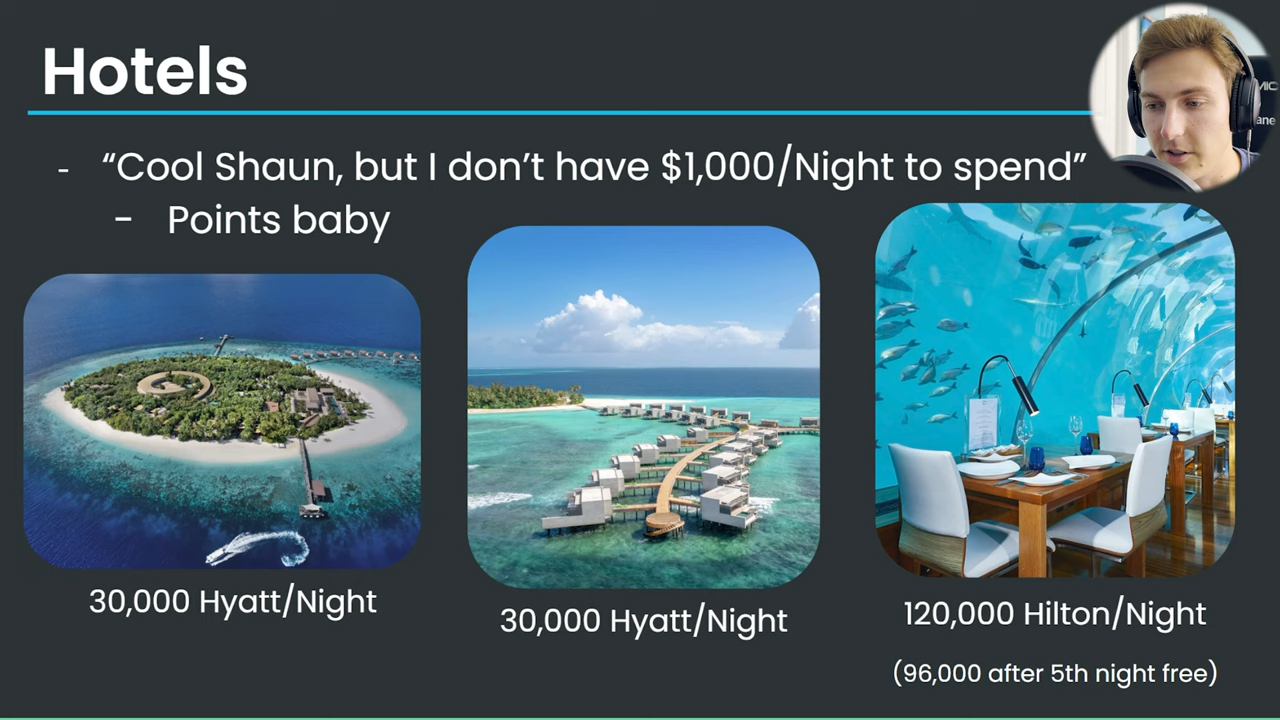 Hotels
- “Cool Shaun, but I don’t have $1,000/Night to spend”
- Points baby
30,000 Hyatt/Night
30,000 Hyatt/Night
120,000 Hilton/Night
(96,000 after 5th night free)